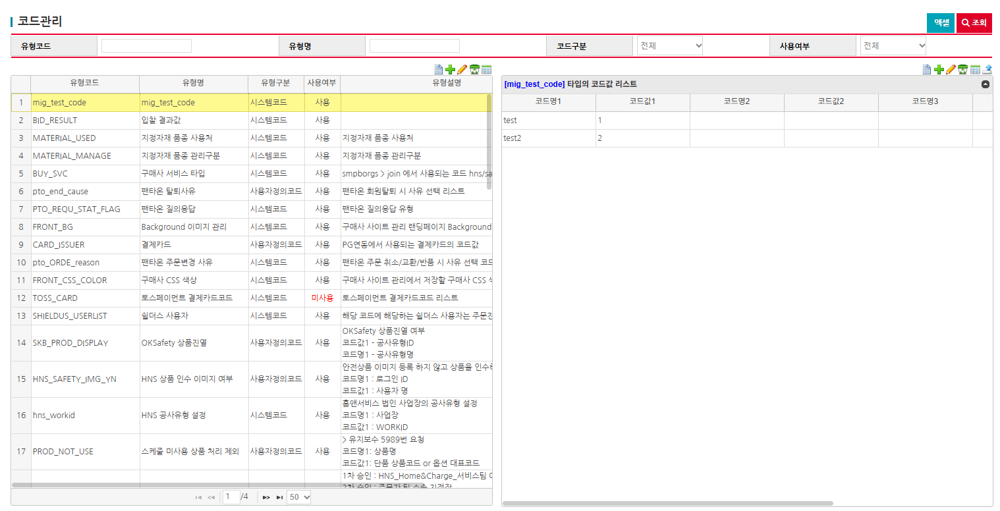 코드관리
엑셀 조회
유형코드 유형명 코드구분 전체 사용여부 전체
유형코드 유형명 유형구분 사용여부 유형설명
1 mig_test_code mig_test_code 시스템코드 사용
2 BID_RESULT 입찰 결과값 시스템코드 사용
3 MATERIAL_USED 지정자재 품종 사용처 시스템코드 사용 지정자재 품종 사용처
4 MATERIAL_MANAGE 지정자재 품종 관리구분 시스템코드 사용 지정자재 품종 관리구분
5 BUY_SVC 구매사 서비스 타입 시스템코드 사용 smpborgs > join 에서 사용되는 코드 hns/sa
6 pto_end_cause 팬타온 탈퇴사유 사용자정의코드 사용 팬타온 회원탈퇴 시 사유 선택 리스트
7 PTO_REQU_STAT_FLAG 팬타온 질의응답 시스템코드 사용 팬타온 질의응답 유형
8 FRONT_BG Background 이미지 관리 시스템코드 사용 구매사 사이트 관리 랜딩페이지 Background
9 CARD_ISSUER 결제카드 사용자정의코드 사용 PG연동에서 사용되는 결제카드의 코드값
10 pto_ORDE_reason 팬타온 주문변경 사유 시스템코드 사용 팬타온 주문 취소/교환/반품 시 사유 선택 코드
11 FRONT_CSS_COLOR 구매사 CSS 색상 시스템코드 사용 구매사 사이트 관리에서 저장할 구매사 CSS
12 TOSS_CARD 토스페이먼트 결제카드코드 시스템코드 미사용 토스페이먼트 결제카드코드 리스트
13 SHIELDUS_USERLIST 쉴더스 사용자 시스템코드 사용 해당 코드에 해당하는 쉴더스 사용자는
14 SKB_PROD_DISPLAY OKSafety 상품진열 사용자정의코드 사용 OKSafety 상품진열 여부
코드값1 - 공사유형ID
코드명1 - 공사유형명
15 HNS_SAFETY_IMG_YN HNS 상품 인수 이미지 여부 사용자정의코드 사용 안전상품 이미지 등록 하지 않고 상품을
코드명1 : 로그인 ID
코드값1 : 사용자 명
16 hns_workid HNS 공사유형 설정 시스템코드 사용 홈앤서비스 법인 사업장의 공사유형 설정
코드명1 : 사업장
코드값1 : WORKID
17 PROD_NOT_USE 스케줄 미사용 상품 처리 제외 사용자정의코드 사용 > 유지보수 5989번 요청
코드명1: 상품명
코드값1: 단품 상품코드 or 옵션 대표코드
1차 승인 : HNS_Home&Charge_서비스팀
1 /4 50
[mig_test_code] 타입의 코드값 리스트
코드명1 코드값1 코드명2 코드값2 코드명3
test 1
test2 2